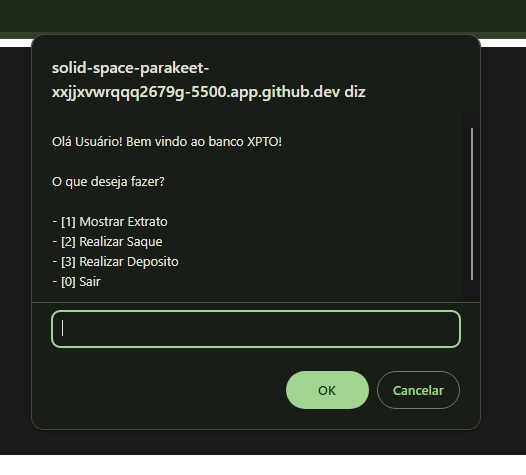 solid-space-parakeet-
xxjjxvwrqqq2679g-5500.app.github.dev diz
Olá Usuário! Bem vindo ao banco XPTO!
O que deseja fazer?
- [1] Mostrar Extrato
- [2] Realizar Saque
- [3] Realizar Deposito
- [0] Sair
OK
Cancelar